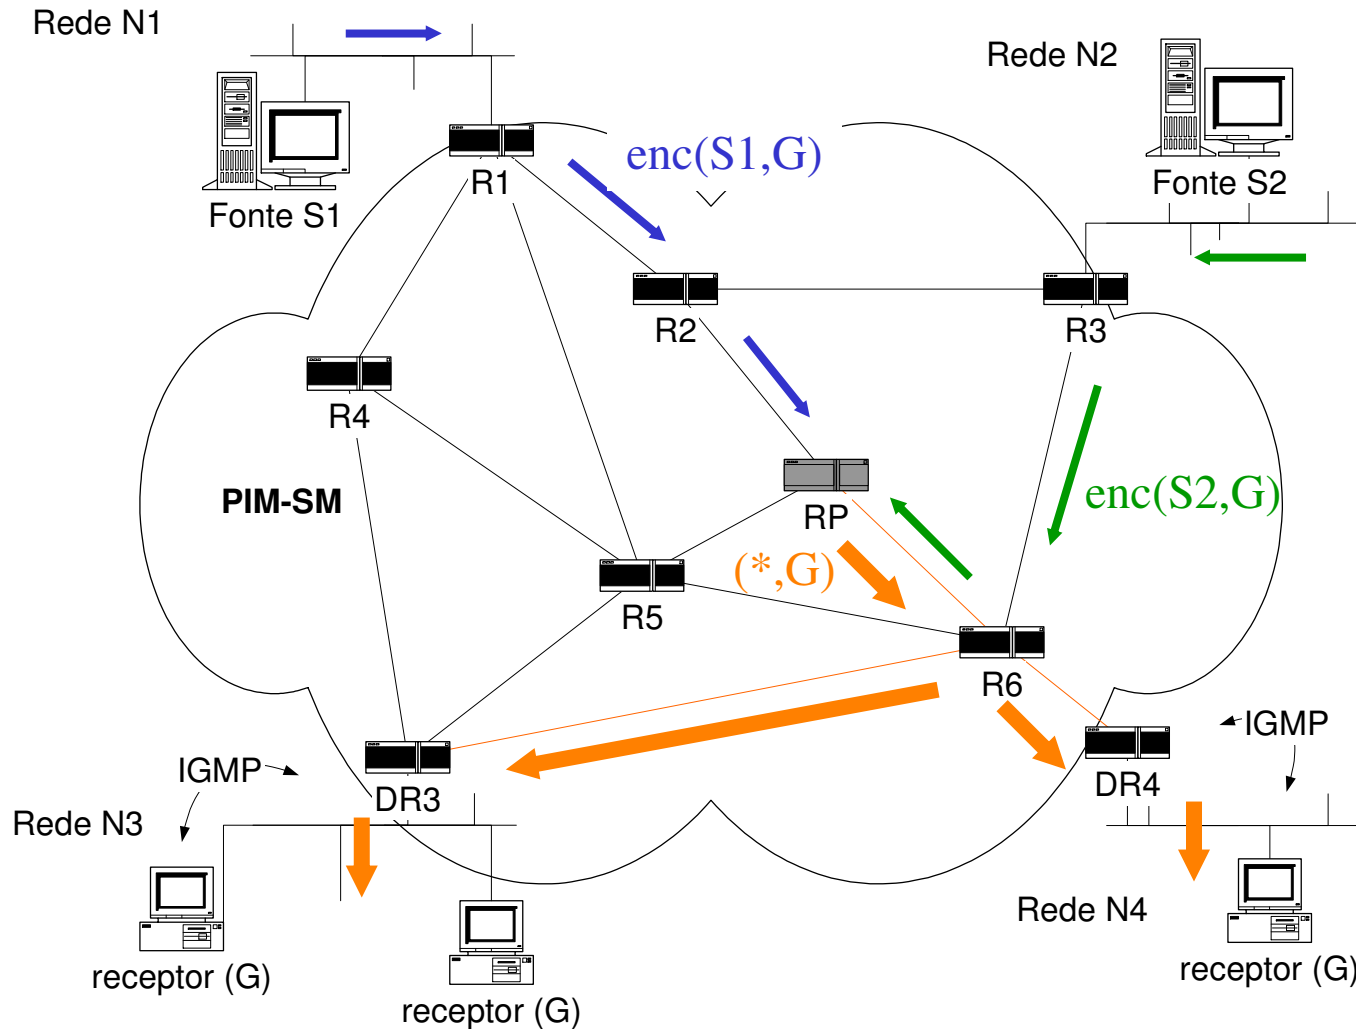 Rede N1
Rede N2
enc(S1,G)
R1
Fonte S1
Fonte S2
R2
R3
R4
PIM-SM
RP
enc(S2,G)
(*,G)
R5
R6
IGMP
IGMP
DR3
DR4
Rede N3
Rede N4
receptor (G)
receptor (G)
receptor (G)